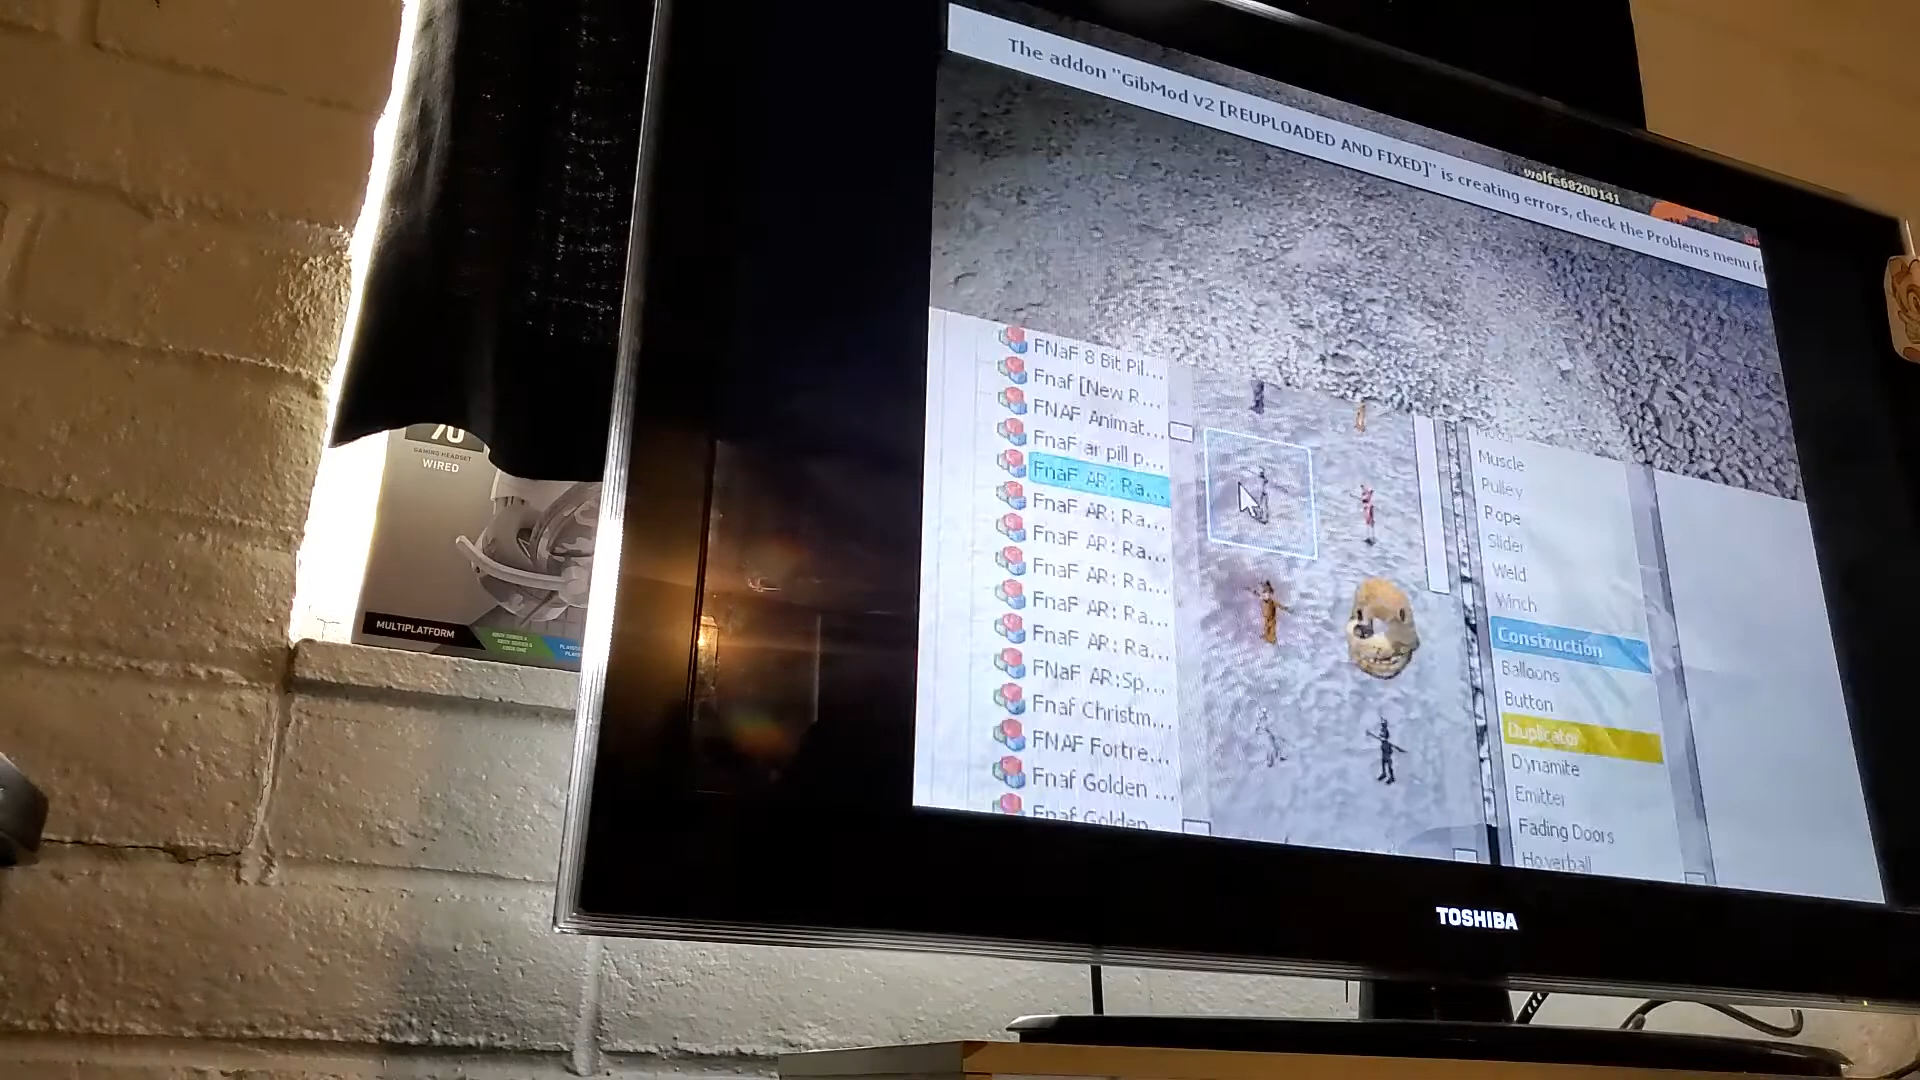 The addon "GibMod V2 [REUPLOADED AND FIXED]" is creating errors, check the Problems menu fo
wolfe68200141
FNaF 8 Bit Pil...
Fnaf [New R...
FNAF Animat...
FnaF ar pill p...
FnaF AR: Ra...
FnaF AR: Ra...
FnaF AR: Ra...
FnaF AR: Ra...
FnaF AR: Ra...
FnaF AR: Ra...
FNaF AR:Sp...
Fnaf Christm...
FNAF Fortre...
Fnaf Golden ...
Fnaf Golden
Muscle
Pulley
Rope
Slider
Weld
Winch
Construction
Balloons
Button
Duplicator
Dynamite
Emitter
Fading Doors
Hoverball
70
GAMING HEADSET
WIRED
MULTIPLATFORM
TOSHIBA